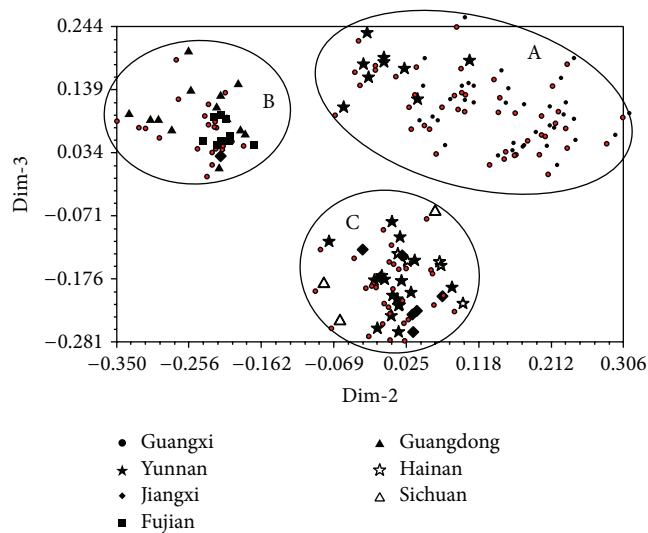 0.244
0.139
0.034
−0.071
−0.176
−0.281
Dim-3
A
B
C
−0.350 −0.256 −0.162 −0.069 0.025 0.118 0.212 0.306
Dim-2
Guangxi
Yunnan
Jiangxi
Fujian
Guangdong
Hainan
Sichuan